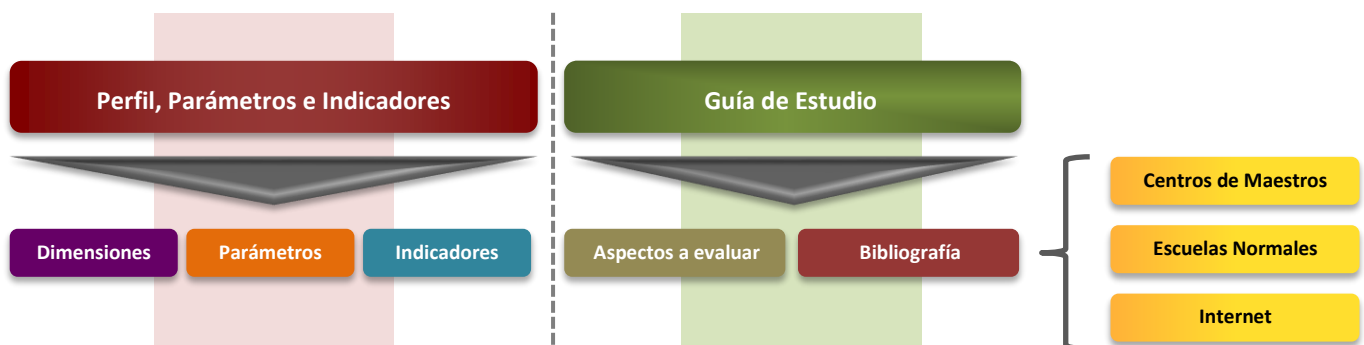 Perfil, Parámetros e Indicadores
Guía de Estudio
Dimensiones
Parámetros
Indicadores
Aspectos a evaluar
Bibliografía
Centros de Maestros
Escuelas Normales
Internet